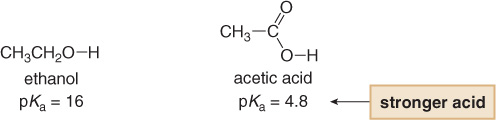 CH₃CH₂O–H
ethanol
pKₐ = 16
O
CH₃–C
O–H
acetic acid
pKₐ = 4.8
stronger acid